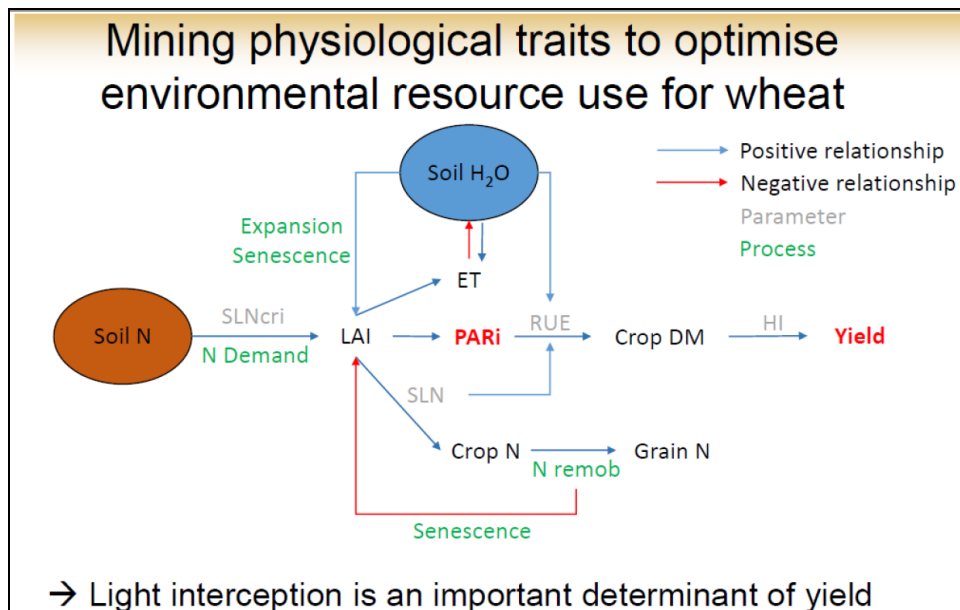 Mining physiological traits to optimise
environmental resource use for wheat
Soil H₂O
Positive relationship
Negative relationship
Parameter
Process
Expansion
Senescence
ET
Soil N
SLNcri
N Demand
LAI
PARi
RUE
Crop DM
HI
Yield
SLN
Crop N
N remob
Grain N
Senescence
→ Light interception is an important determinant of yield